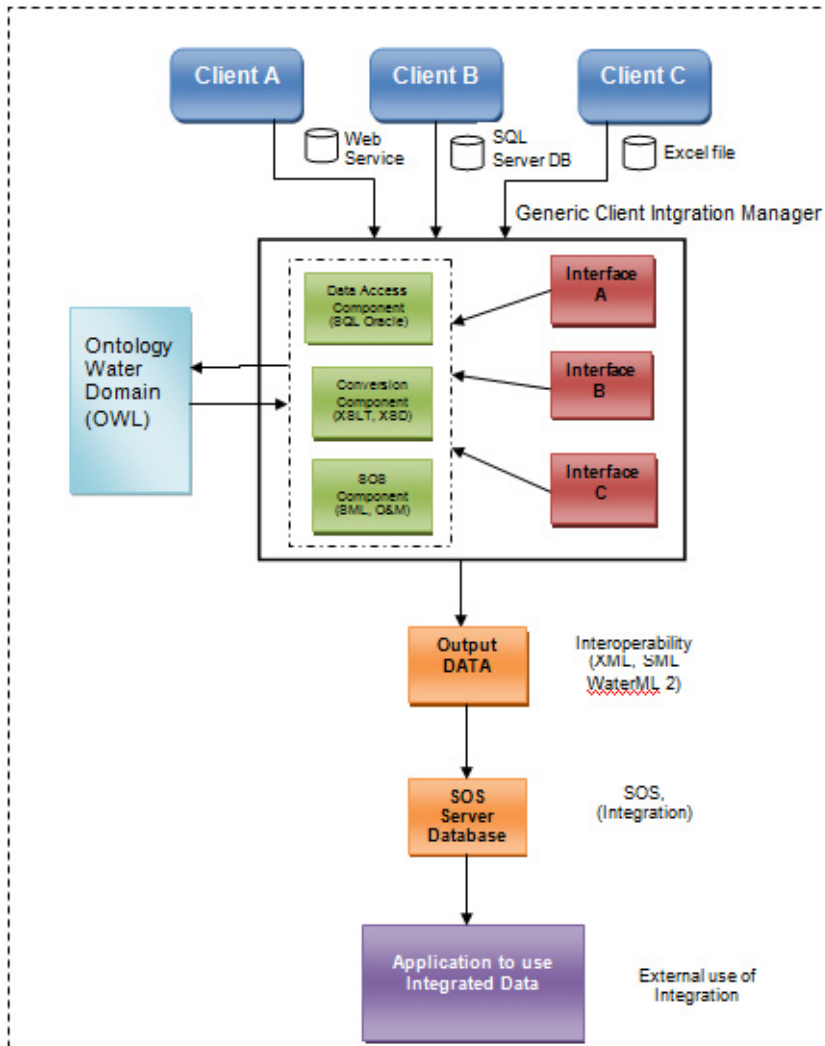 Client A
Client B
Client C
Web
Service
SQL
Server DB
Excel file
Generic Client Intgration Manager
Data Access
Component
(SQL Oracle)
Interface
A
Ontology
Water
Domain
(OWL)
Conversion
Component
(XSLT, XSD)
Interface
B
SOS
Component
(SML, O&M)
Interface
C
Output
DATA
Interoperability
(XML, SML
WaterML 2)
SOS
Server
Database
SOS,
(Integration)
Application to use
Integrated Data
External use of
Integration